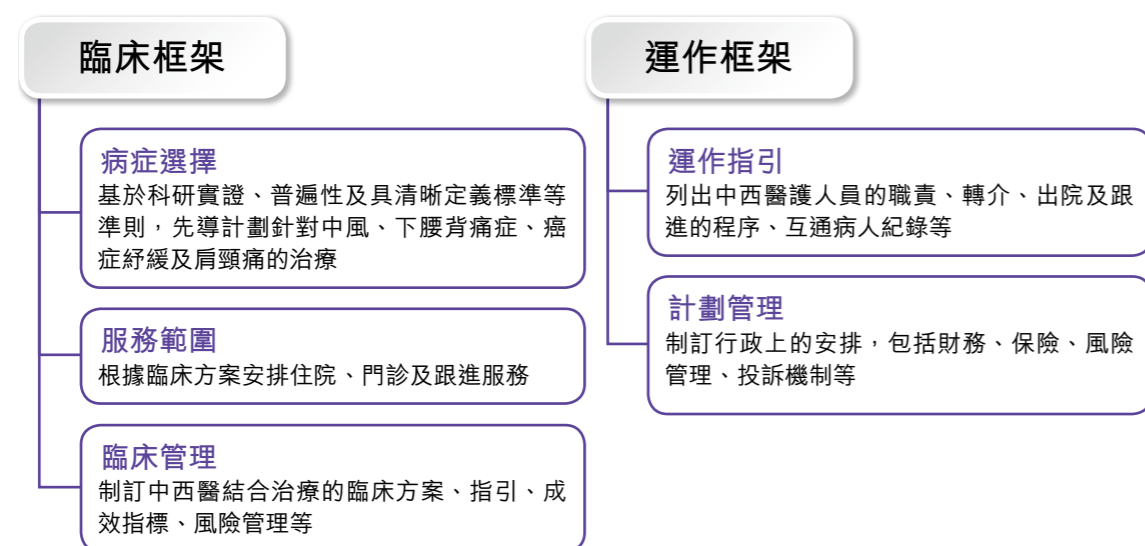 臨床框架
病症選擇
基於科研實證、普遍性及具清晰定義標準等
準則，先導計劃針對中風、下腰背痛症、癌
症紓緩及肩頸痛的治療
服務範圍
根據臨床方案安排住院、門診及跟進服務
臨床管理
制訂中西醫結合治療的臨床方案、指引、成
效指標、風險管理等
運作框架
運作指引
列出中西醫護人員的職責、轉介、出院及跟
進的程序、互通病人紀錄等
計劃管理
制訂行政上的安排，包括財務、保險、風險
管理、投訴機制等